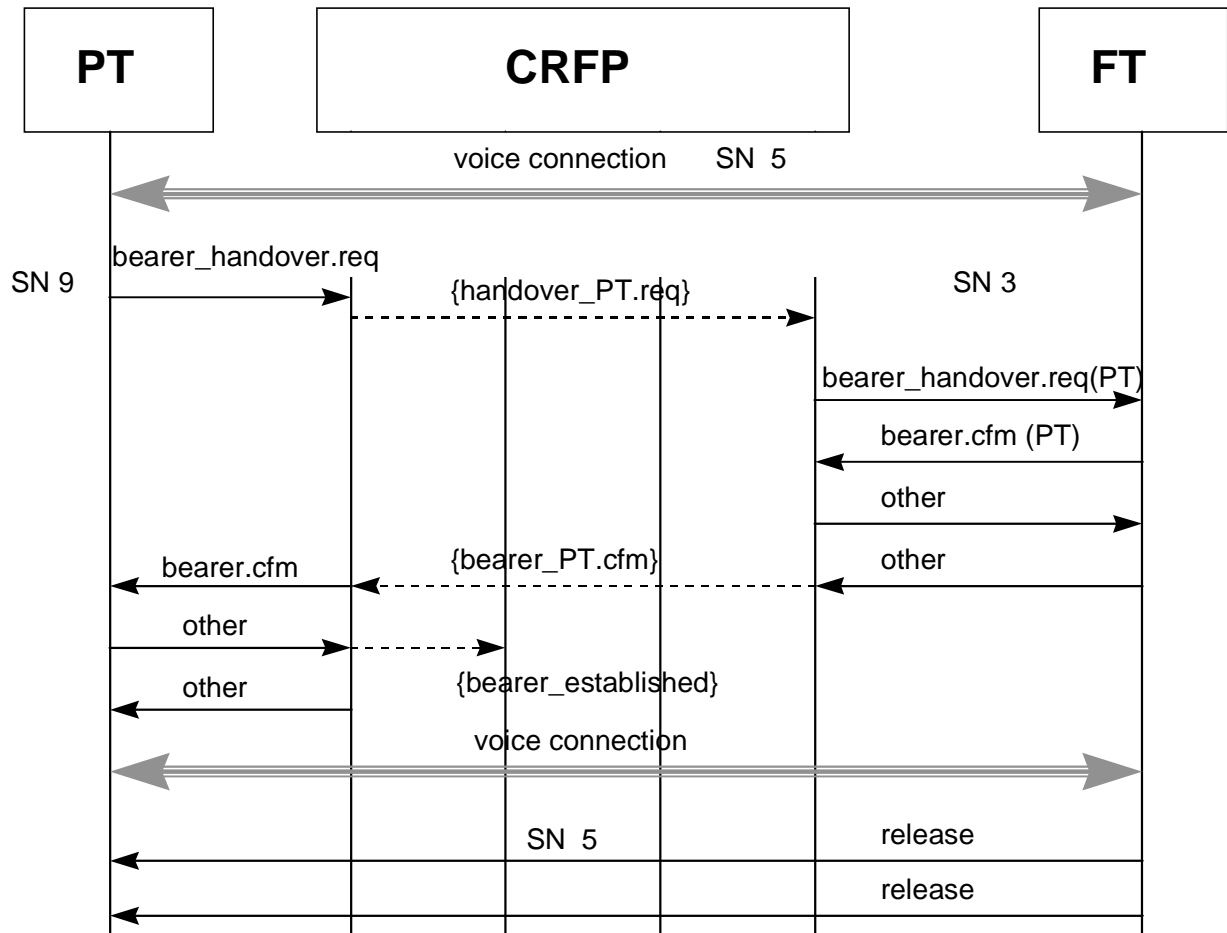 PT
CRFP
FT
voice connection SN 5
bearer_handover.req
SN 9
{handover_PT.req}
SN 3
bearer_handover.req(PT)
bearer.cfm (PT)
other
bearer.cfm
{bearer_PT.cfm}
other
other
other
{bearer_established}
voice connection
SN 5
release
release